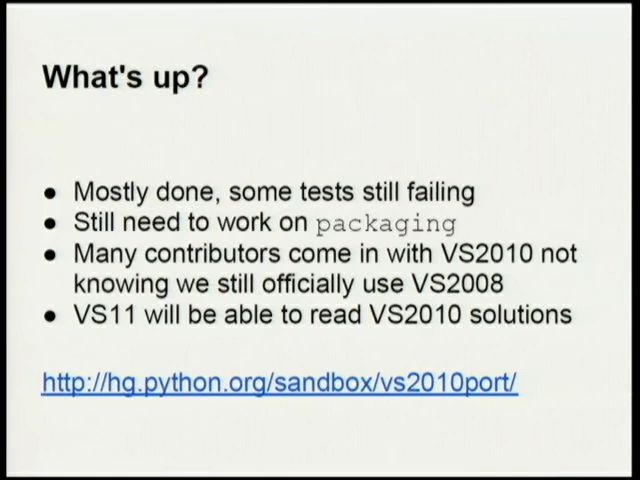 What's up?
● Mostly done, some tests still failing
● Still need to work on packaging
● Many contributors come in with VS2010 not
knowing we still officially use VS2008
● VS11 will be able to read VS2010 solutions
http://hg.python.org/sandbox/vs2010port/